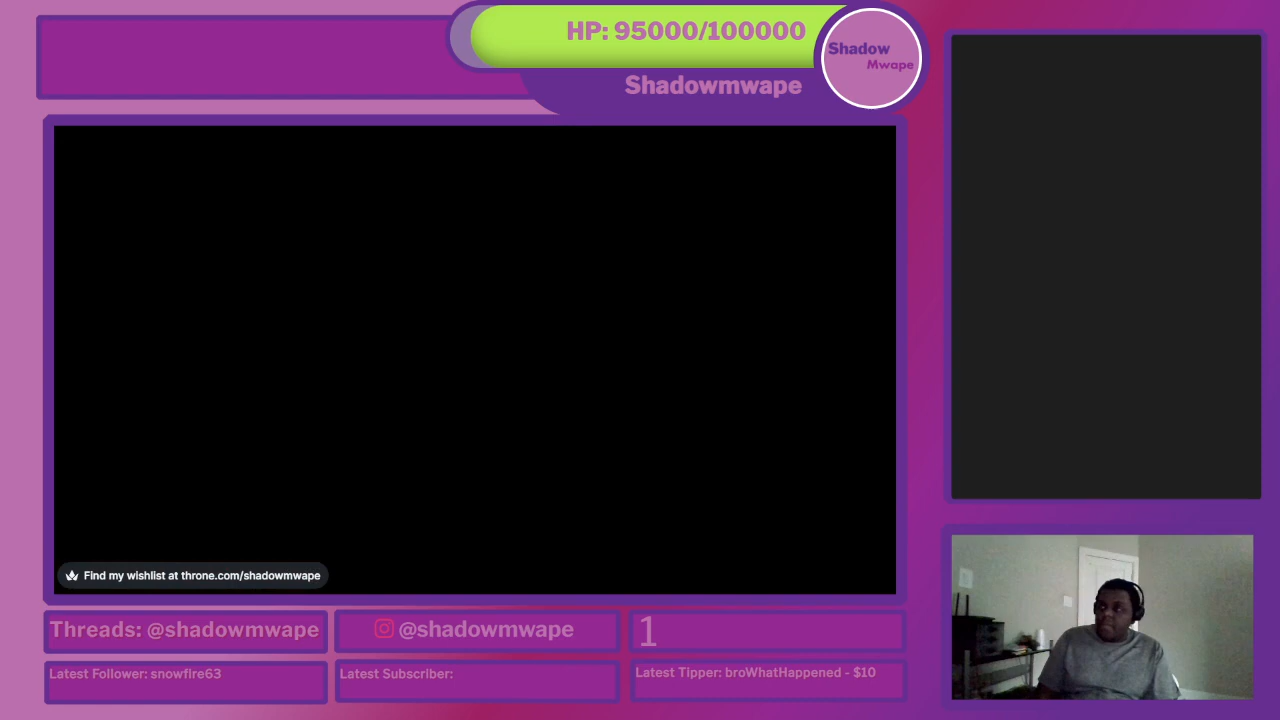 HP: 95000/100000
Shadow
Mwape
Shadowmwape
Find my wishlist at throne.com/shadowmwape
Threads: @shadowmwape
@shadowmwape
1
Latest Follower: snowfire63
Latest Subscriber:
Latest Tipper: broWhatHappened - $10